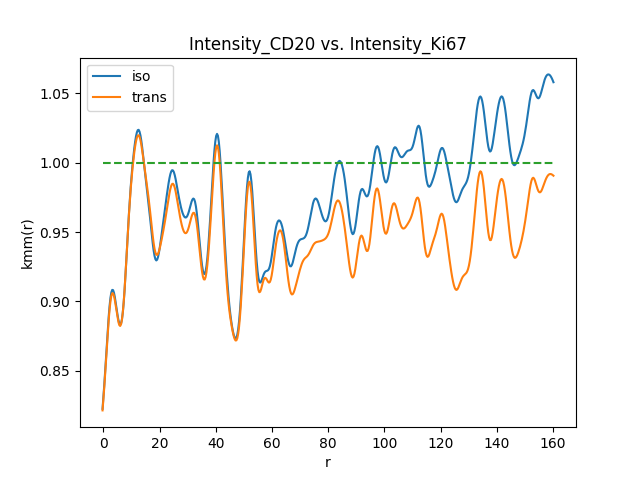 Intensity_CD20 vs. Intensity_Ki67
iso
trans
kmm(r)
1.05
1.00
0.95
0.90
0.85
0 20 40 60 80 100 120 140 160
r